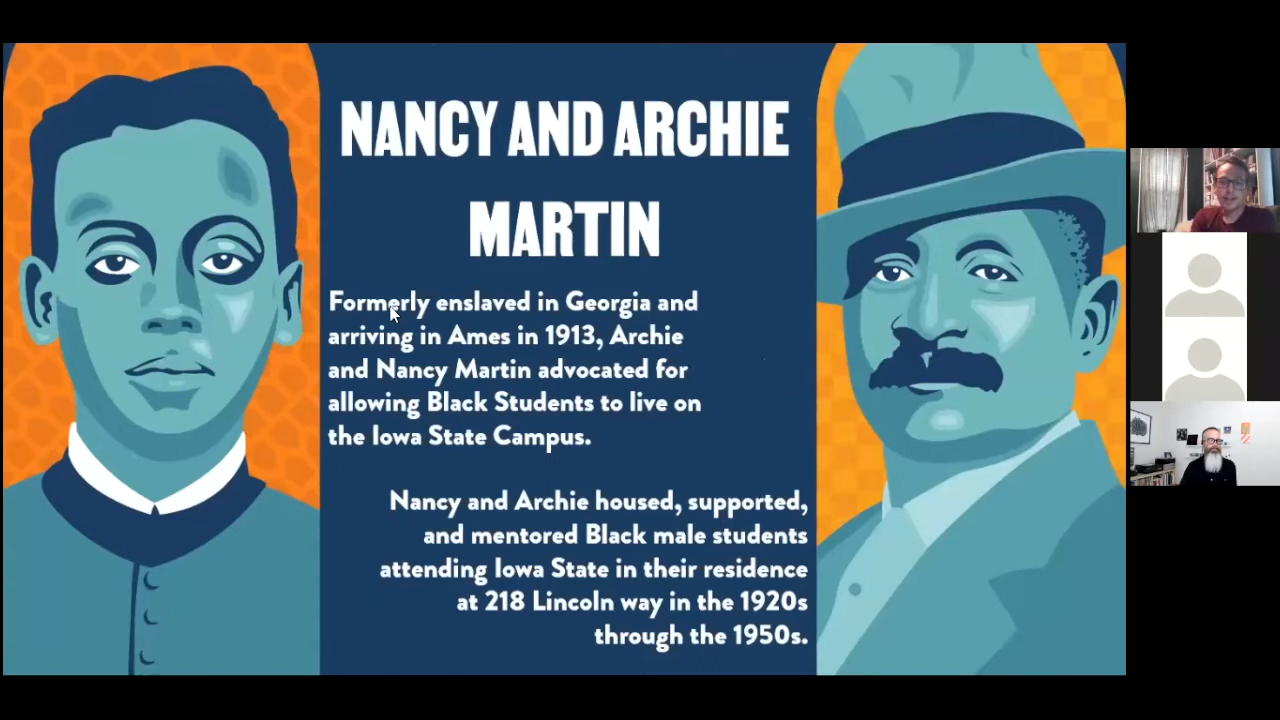 NANCY AND ARCHIE
MARTIN
Formerly enslaved in Georgia and
arriving in Ames in 1913, Archie
and Nancy Martin advocated for
allowing Black Students to live on
the Iowa State Campus.
Nancy and Archie housed, supported,
and mentored Black male students
attending Iowa State in their residence
at 218 Lincoln way in the 1920s
through the 1950s.